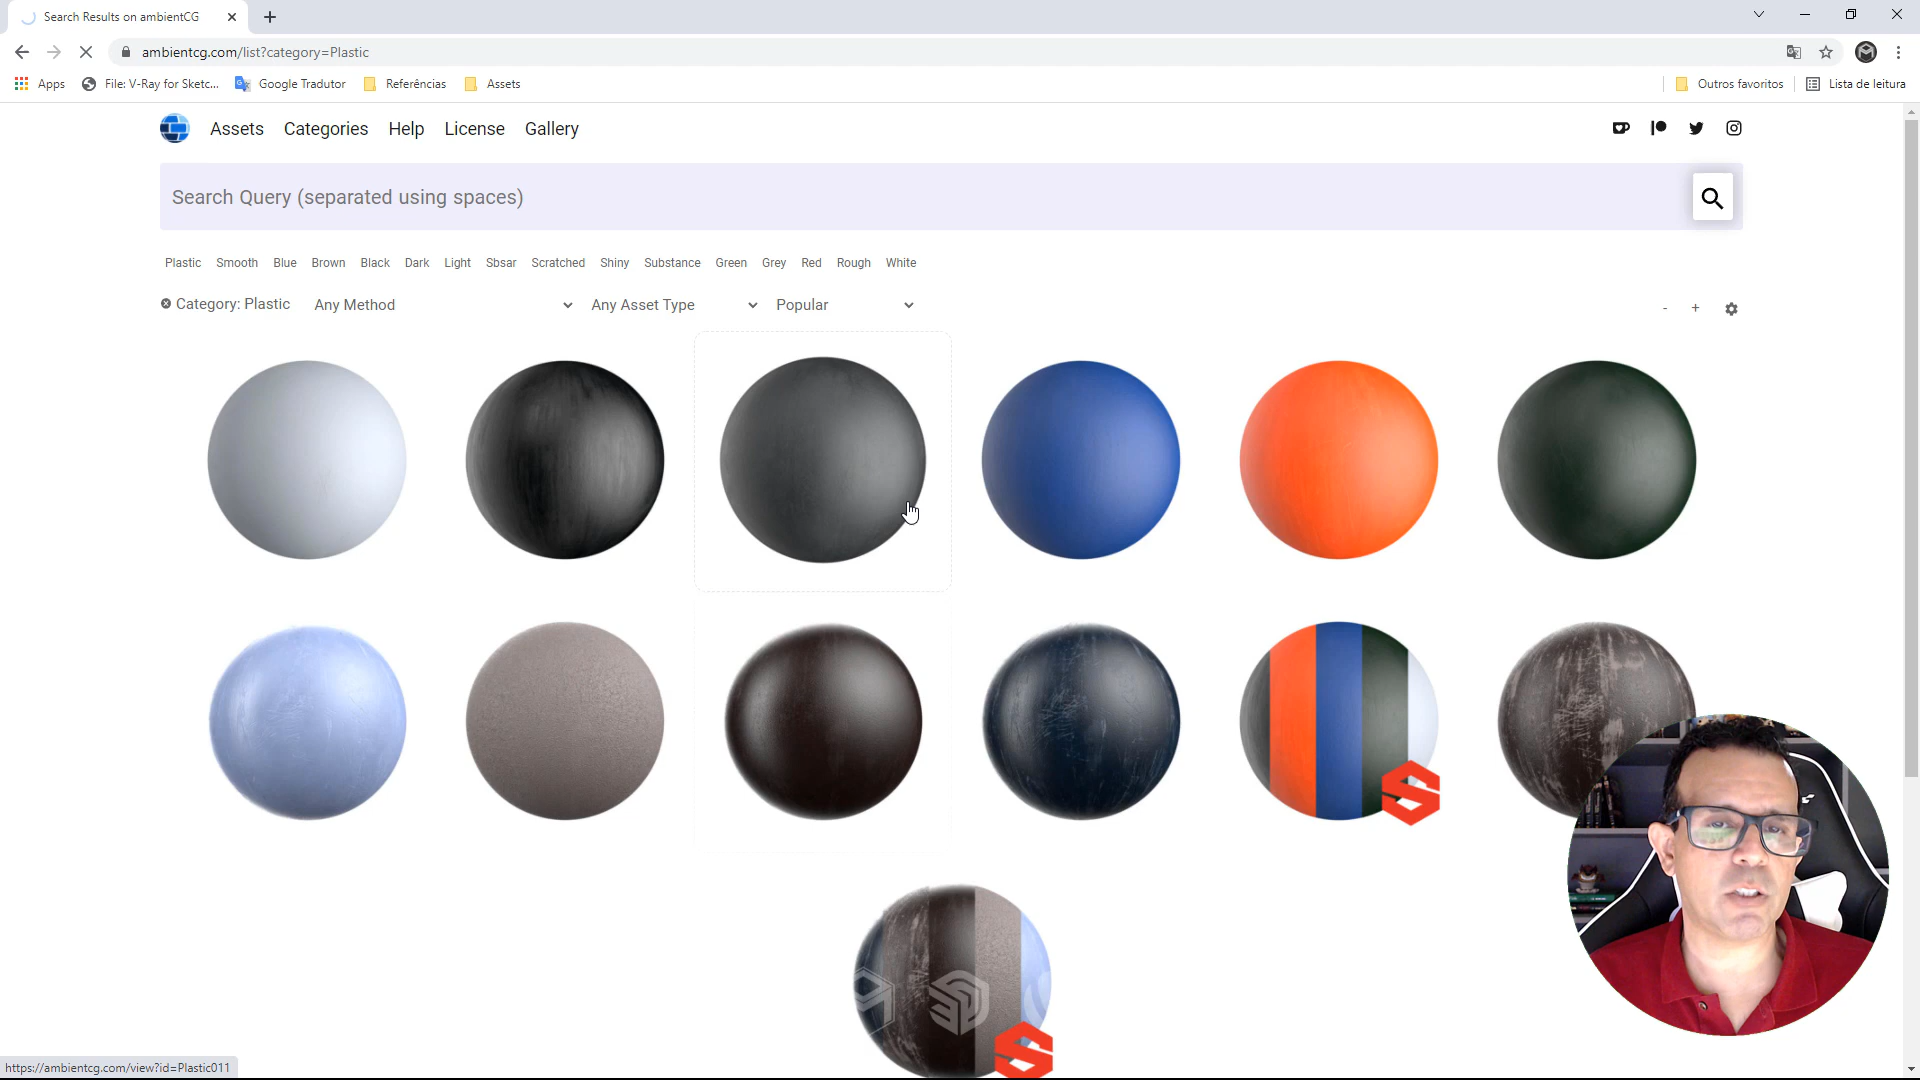 Search Results on ambientCG
ambientcg.com/list?category=Plastic
Apps File: V-Ray for Sketc... Google Tradutor Referências Assets Outros favoritos Lista de leitura
Assets Categories Help License Gallery
Search Query (separated using spaces)
Plastic Smooth Blue Brown Black Dark Light Sbsar Scratched Shiny Substance Green Grey Red Rough White
Category: Plastic Any Method Any Asset Type Popular - +
https://ambientcg.com/view?id=Plastic011